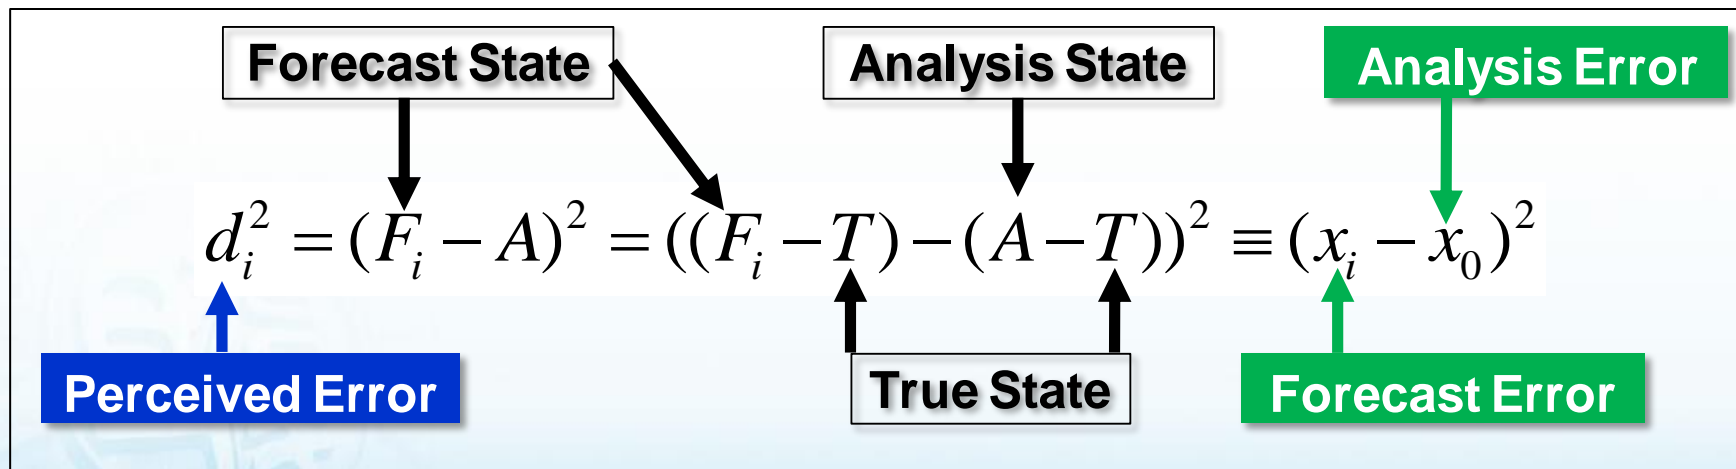 Forecast State Analysis State Analysis Error
d_i^2 = (F_i − A)^2 = ((F_i − T) − (A − T))^2 ≡ (x_i − x_0)^2
Perceived Error True State Forecast Error